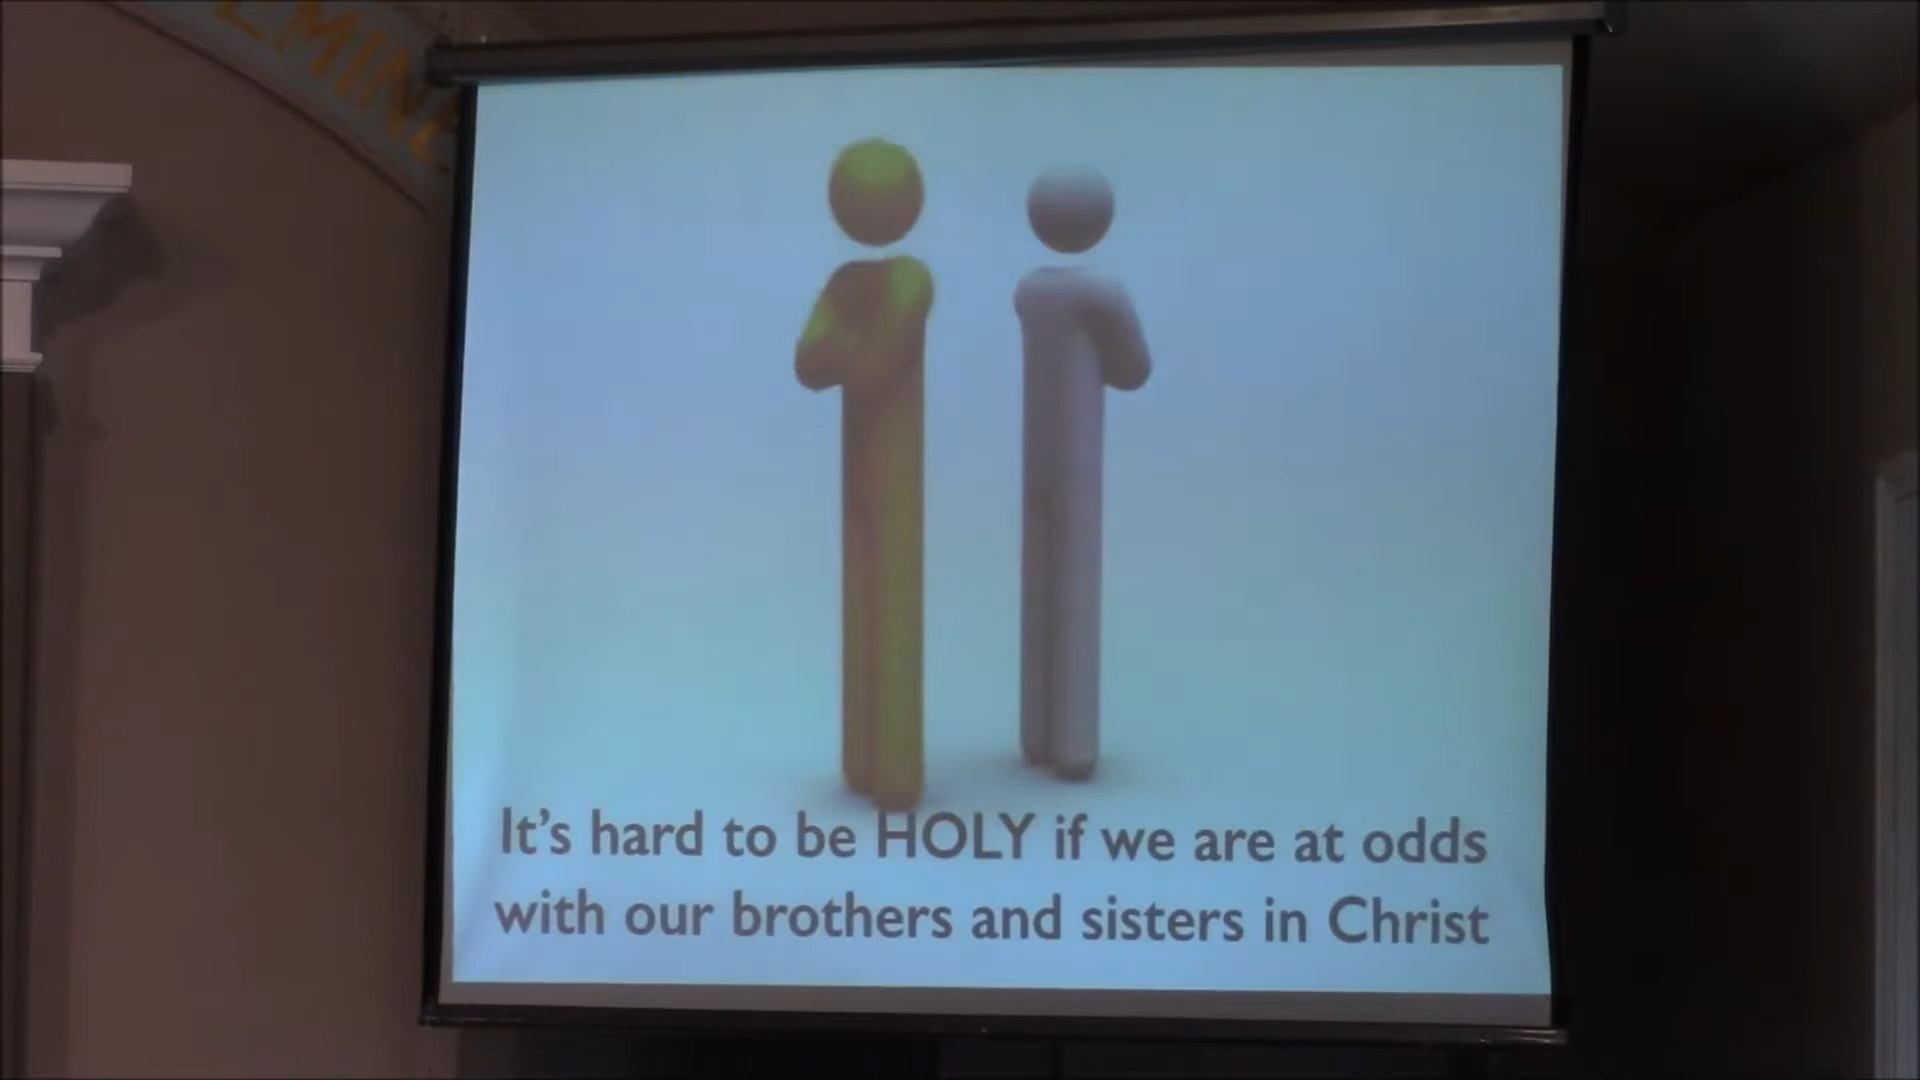 It's hard to be HOLY if we are at odds
with our brothers and sisters in Christ